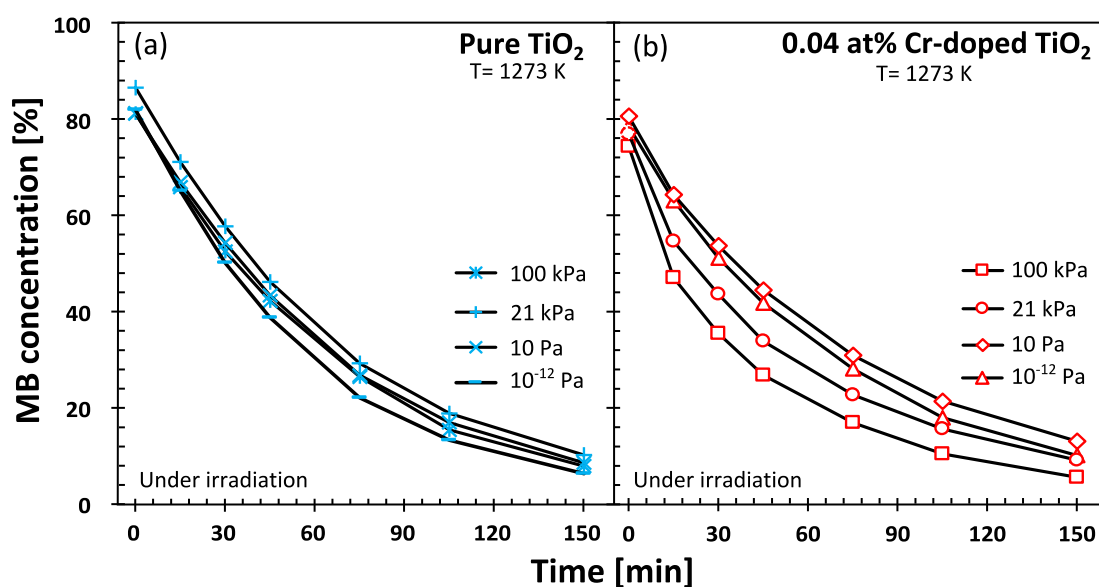 MB concentration [%]
100
80
60
40
20
0
(a)
Pure TiO₂
T= 1273 K
100 kPa
21 kPa
10 Pa
10⁻¹² Pa
Under irradiation
0 30 60 90 120 150
(b)
0.04 at% Cr-doped TiO₂
T= 1273 K
100 kPa
21 kPa
10 Pa
10⁻¹² Pa
Under irradiation
0 30 60 90 120 150
Time [min]